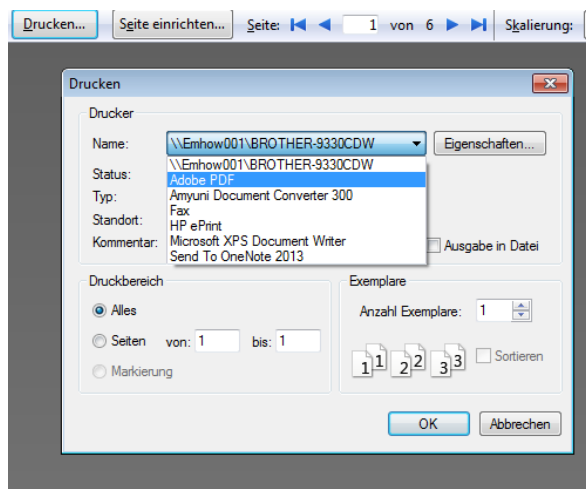 Drucken... Seite einrichten... Seite: 1 von 6 Skalierung:
Drucken
Drucker
Name: \\Emhow001\BROTHER-9330CDW Eigenschaften...
\\Emhow001\BROTHER-9330CDW
Status: Adobe PDF
Typ: Amyuni Document Converter 300
Fax
Standort: HP ePrint
Kommentar: Microsoft XPS Document Writer Ausgabe in Datei
Send To OneNote 2013
Druckbereich Exemplare
Alles Anzahl Exemplare: 1
Seiten von: 1 bis: 1
1 1 2 2 3 3 Sortieren
Markierung
OK Abbrechen